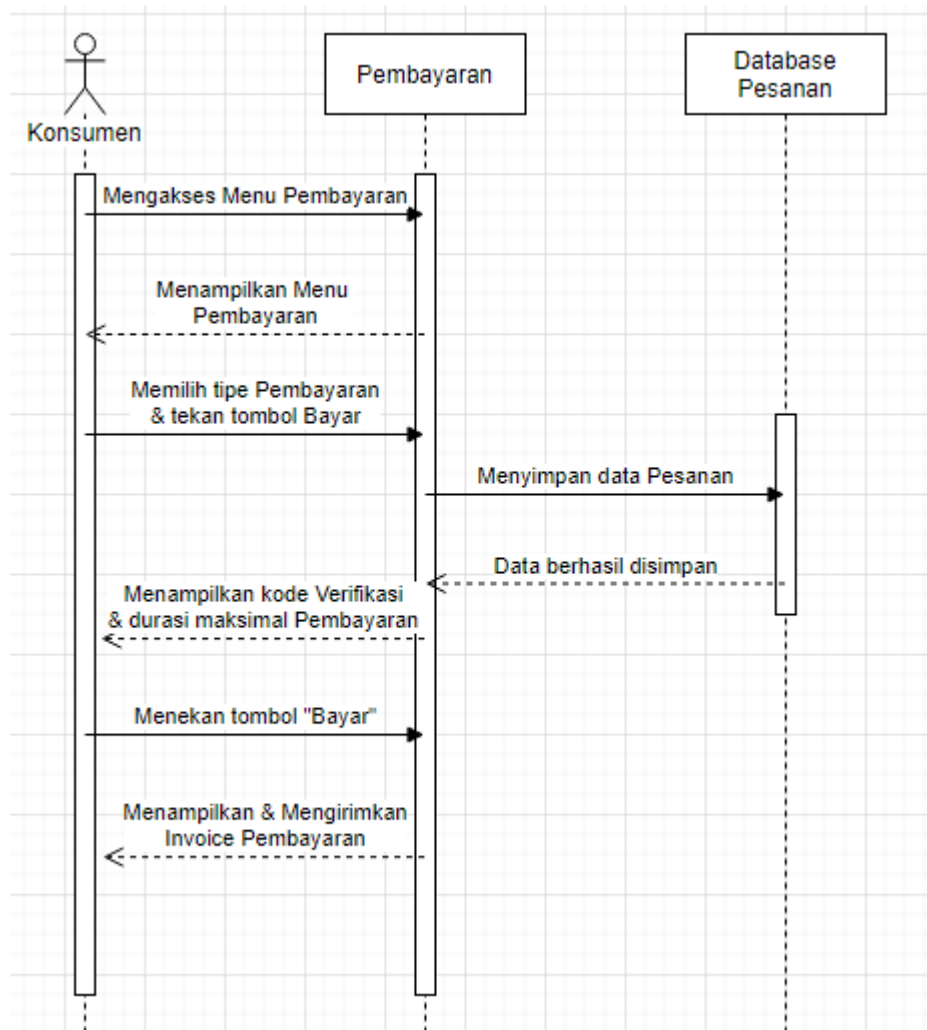 Konsumen
Pembayaran
Database
Pesanan
Mengakses Menu Pembayaran
Menampilkan Menu
Pembayaran
Memilih tipe Pembayaran
& tekan tombol Bayar
Menyimpan data Pesanan
Data berhasil disimpan
Menampilkan kode Verifikasi
& durasi maksimal Pembayaran
Menekan tombol "Bayar"
Menampilkan & Mengirimkan
Invoice Pembayaran